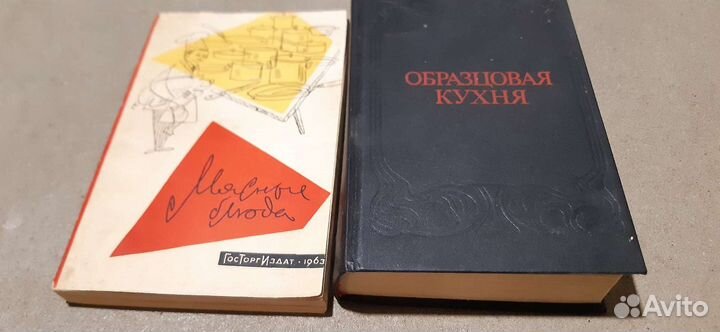 Мясные
блюда
ГосТоргИздат · 1963
ОБРАЗЦОВАЯ
КУХНЯ
Avito